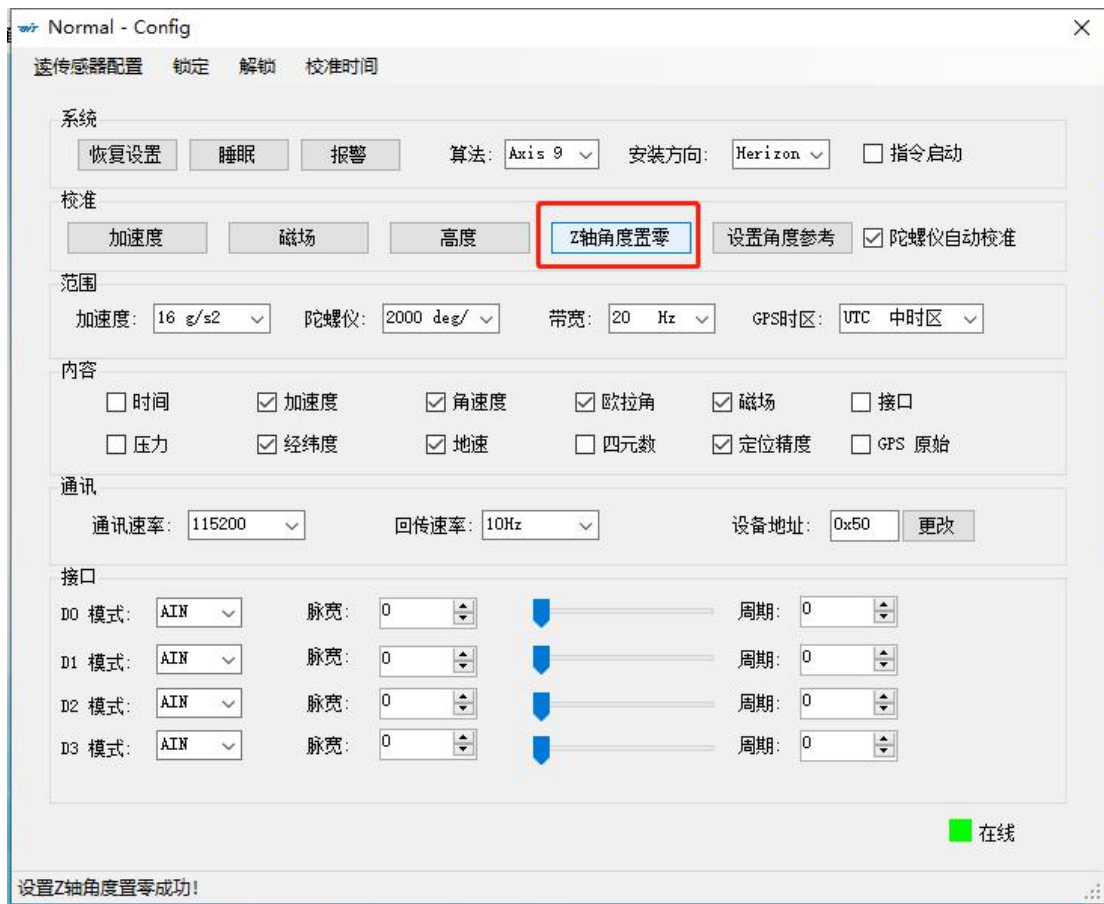 Normal - Config
读传感器配置 锁定 解锁 校准时间
系统
恢复设置 睡眠 报警 算法: Axis 9 安装方向: Herizon 指令启动
校准
加速度 磁场 高度 Z轴角度置零 设置角度参考 陀螺仪自动校准
范围
加速度: 16 g/s2 陀螺仪: 2000 deg/ 带宽: 20 Hz GPS时区: UTC 中时区
内容
时间 加速度 角速度 欧拉角 磁场 接口
压力 经纬度 地速 四元数 定位精度 GPS 原始
通讯
通讯速率: 115200 回传速率: 10Hz 设备地址: 0x50 更改
接口
D0 模式: AIN 脉宽: 0 周期: 0
D1 模式: AIN 脉宽: 0 周期: 0
D2 模式: AIN 脉宽: 0 周期: 0
D3 模式: AIN 脉宽: 0 周期: 0
在线
设置Z轴角度置零成功!